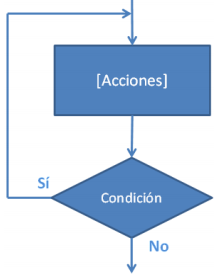 [Acciones]
Sí
Condición
No